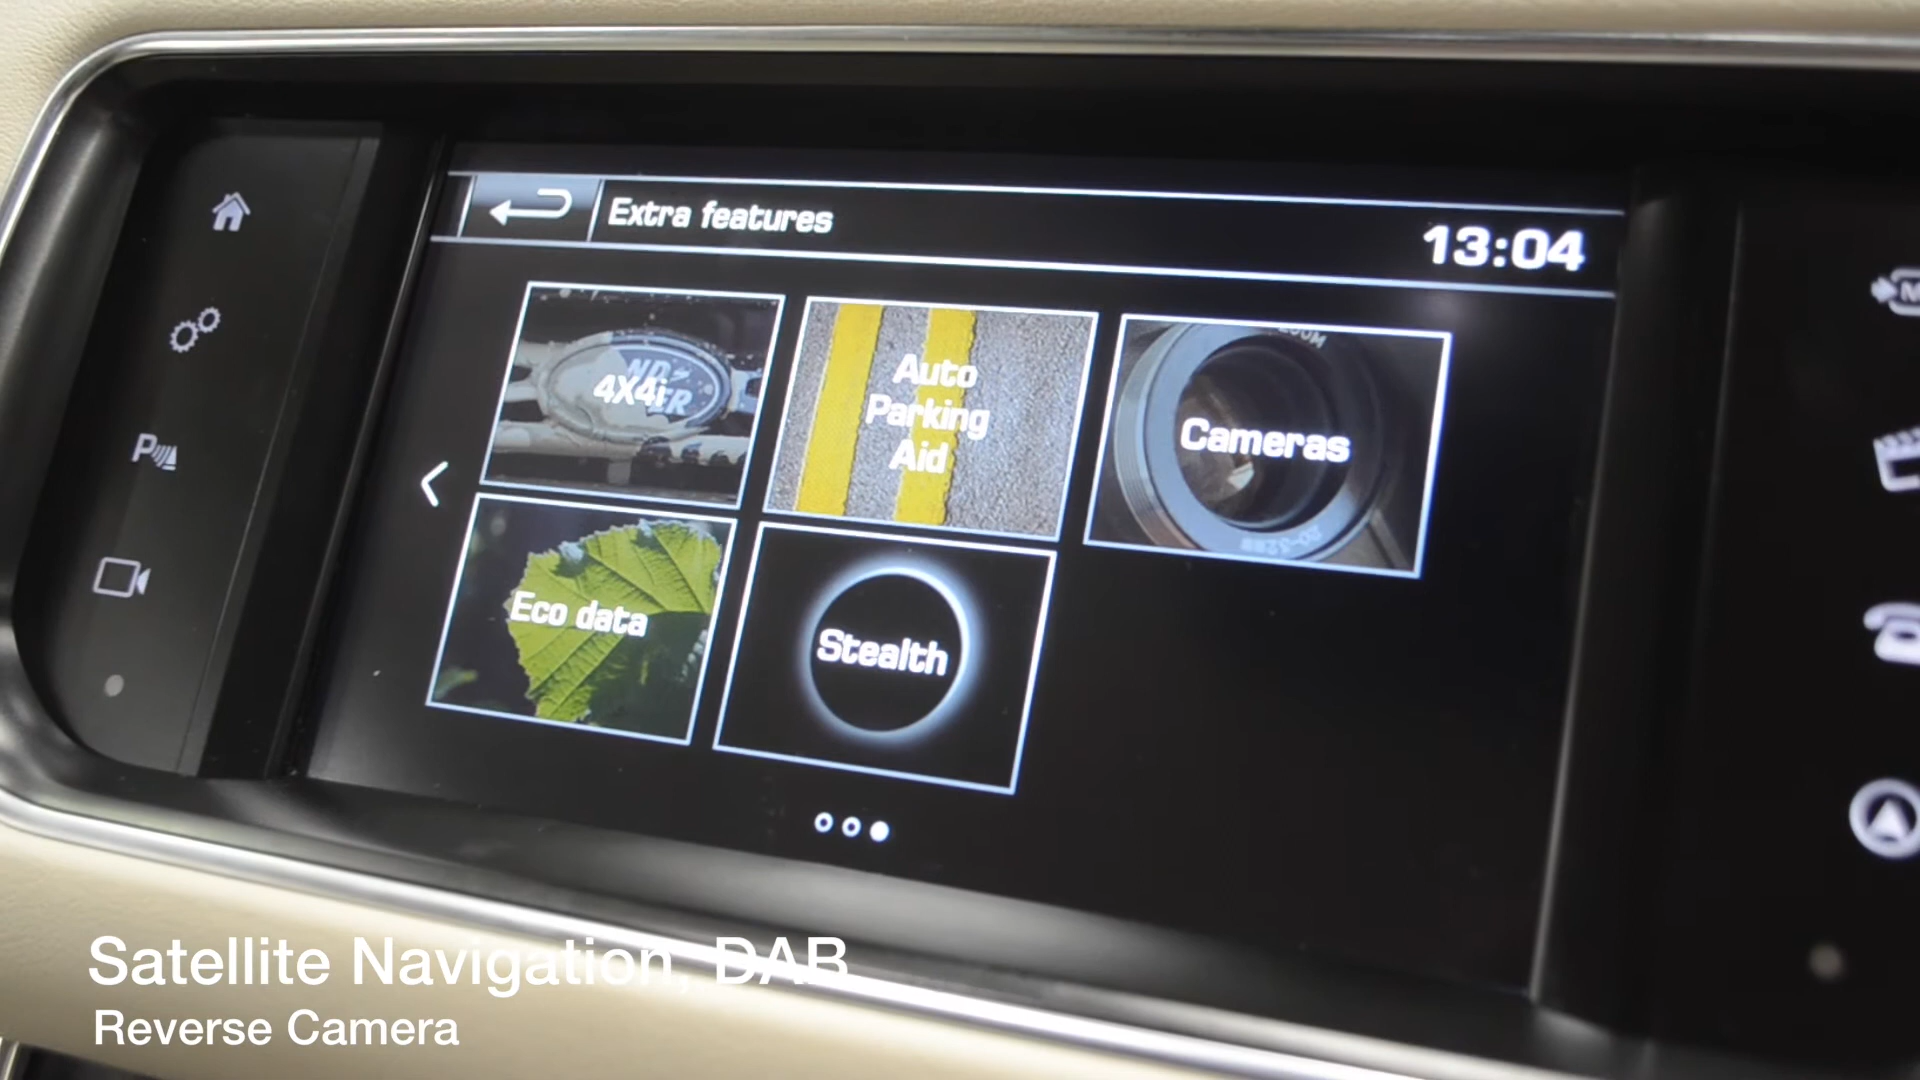 Extra features
13:04
4X4i
Auto
Parking
Aid
Cameras
Eco data
Stealth
P
M
Satellite Navigation, DAB
Reverse Camera